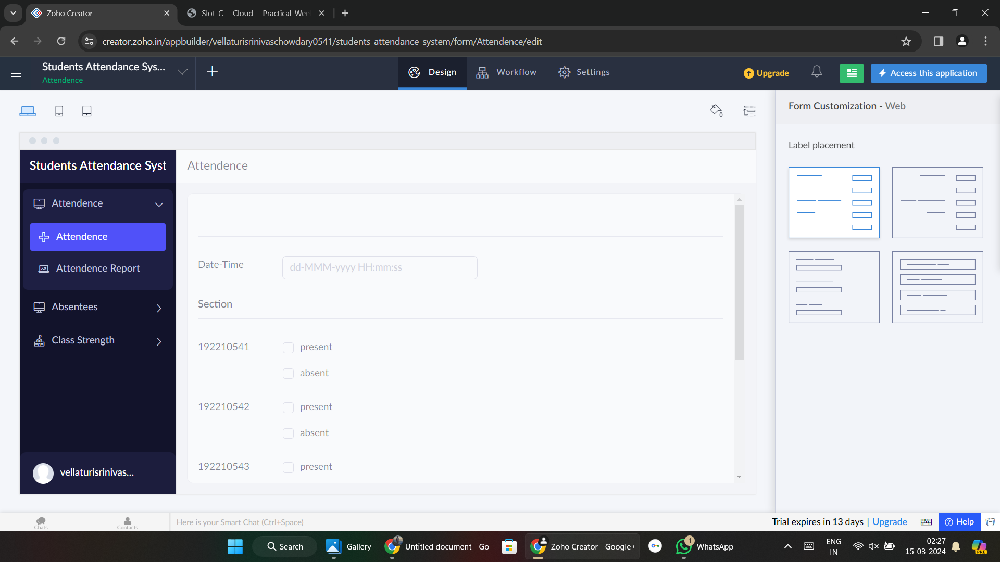 Zoho Creator
Slot_C_-_Cloud_-_Practical_Wee
creator.zoho.in/appbuilder/vellaturisrinivaschowdary0541/students-attendance-system/form/Attendence/edit
Students Attendance Sys...
Attendence
Design
Workflow
Settings
Upgrade
Access this application
Form Customization - Web
Label placement
Students Attendance Syst
Attendence
Attendence
Attendence
Attendence Report
Absentees
Class Strength
vellaturisrinivas...
Date-Time
dd-MMM-yyyy HH:mm:ss
Section
192210541
present
absent
192210542
present
absent
192210543
present
Chats
Contacts
Here is your Smart Chat (Ctrl+Space)
Trial expires in 13 days | Upgrade
Help
Search
Gallery
Untitled document - Go
Zoho Creator - Google
1
WhatsApp
ENG
IN
02:27
15-03-2024
PRE